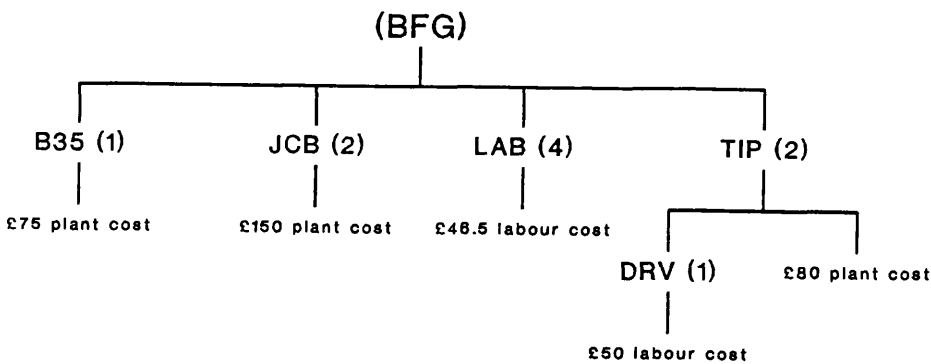 (BFG)
B35 (1) JCB (2) LAB (4) TIP (2)
£75 plant cost £150 plant cost £46.5 labour cost
DRV (1) £80 plant cost
£50 labour cost